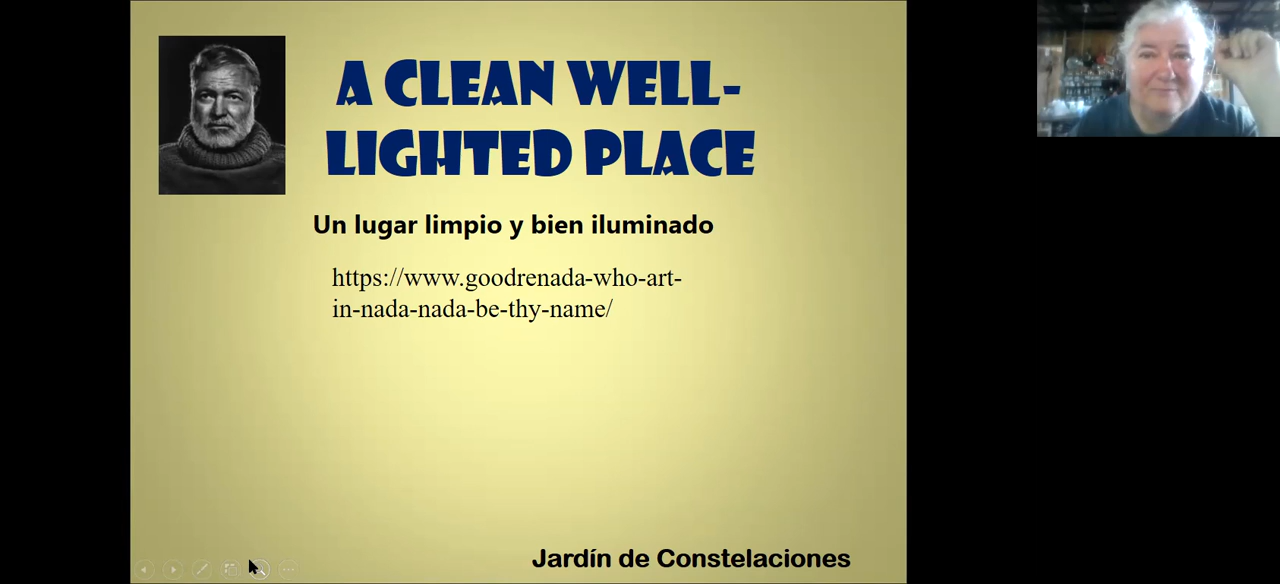 A CLEAN WELL-
LIGHTED PLACE
Un lugar limpio y bien iluminado
https://www.goodrenada-who-art-
in-nada-nada-be-thy-name/
Jardín de Constelaciones